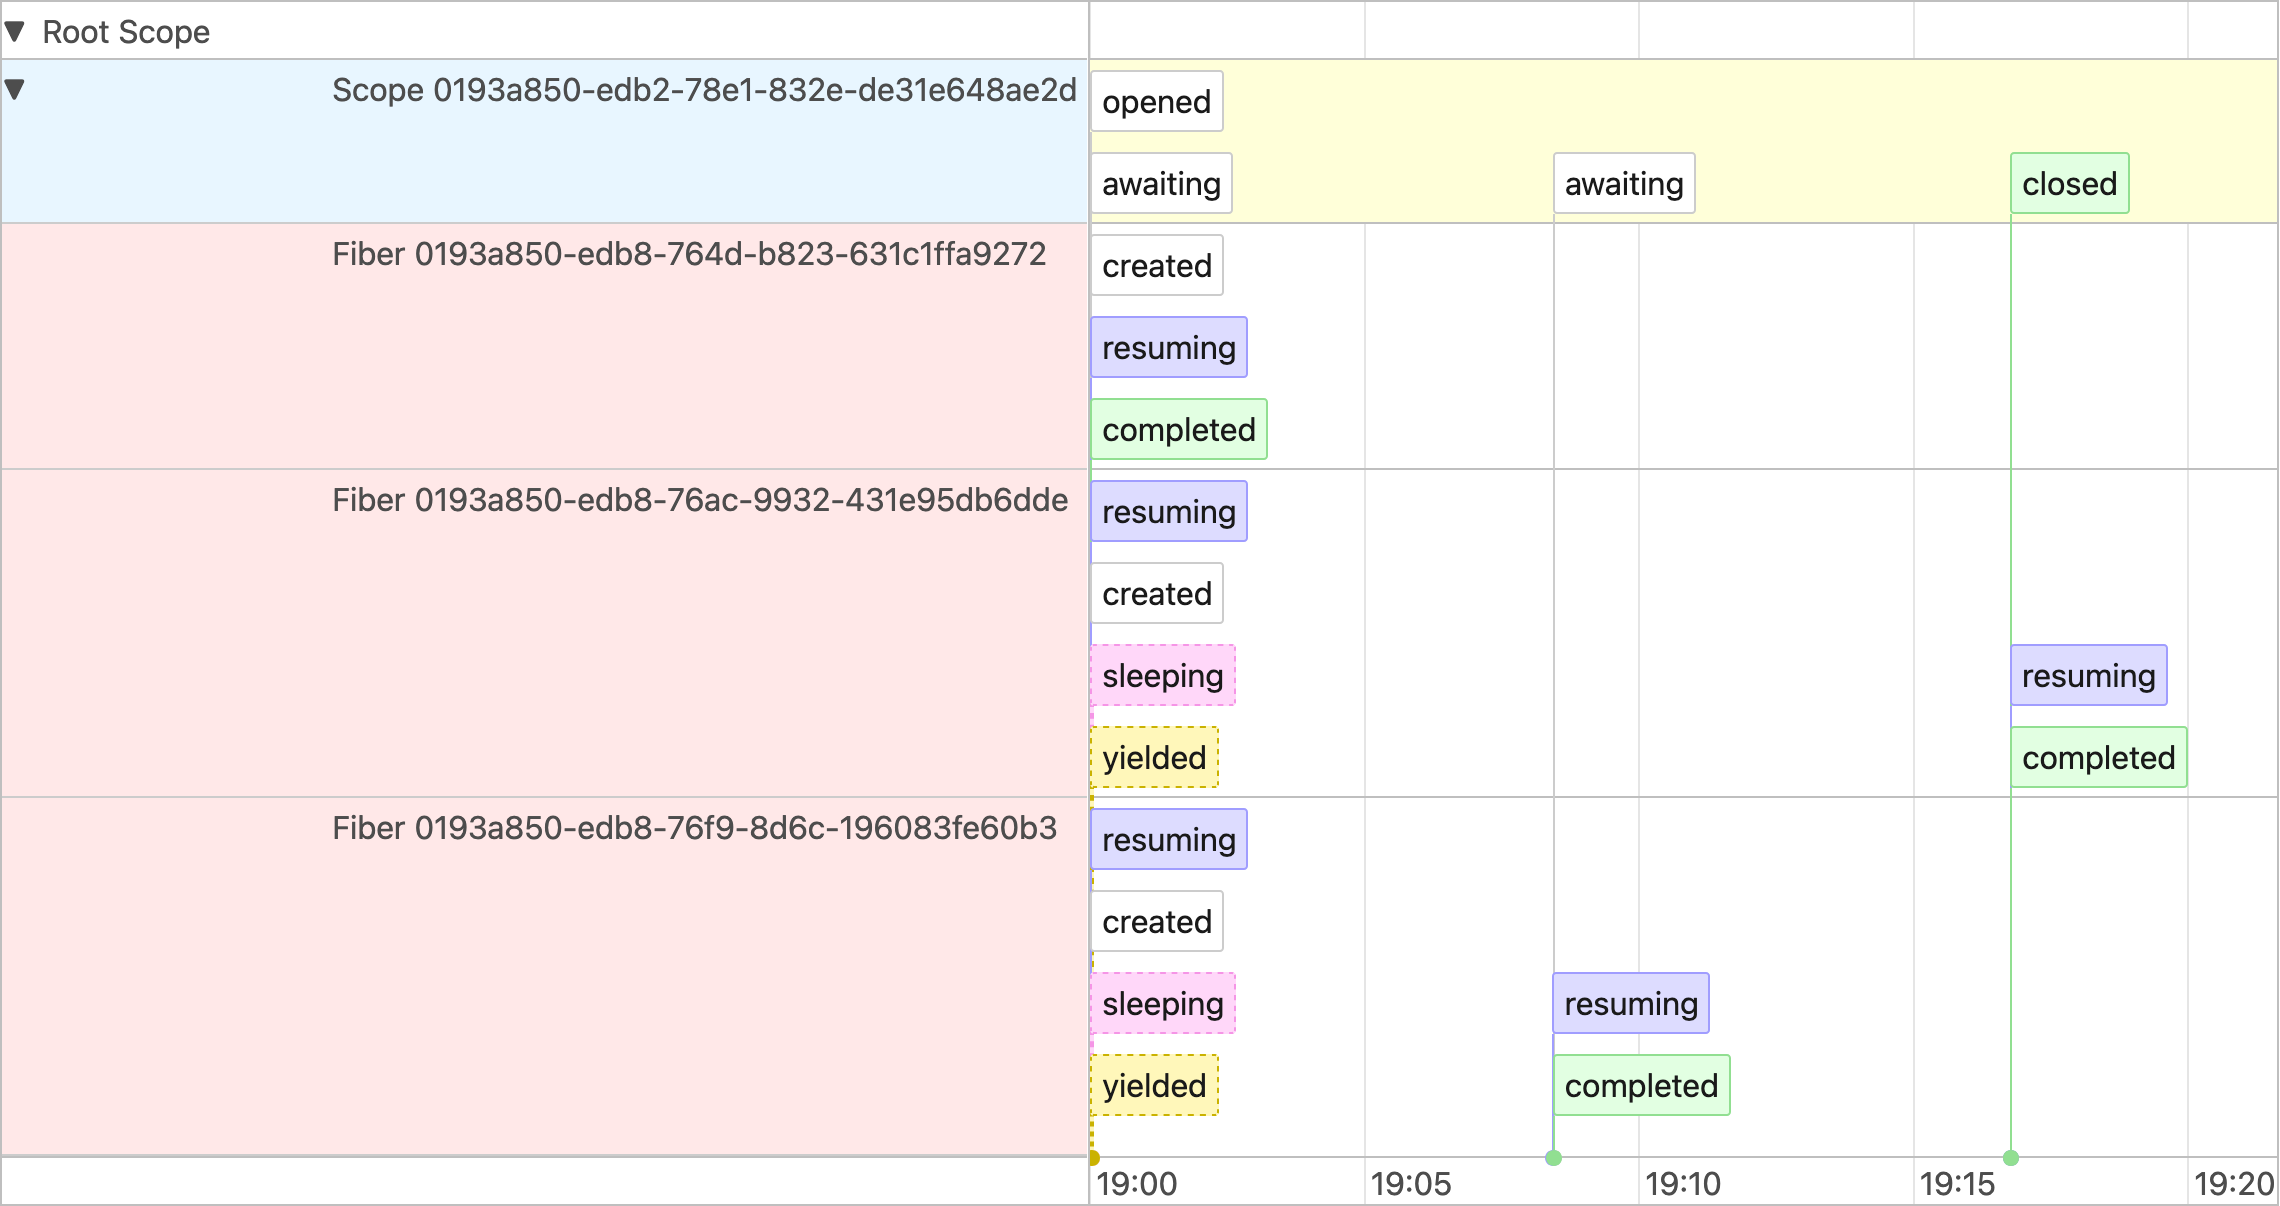 ▼ Root Scope
▼ Scope 0193a850-edb2-78e1-832e-de31e648ae2d
opened
awaiting awaiting closed
Fiber 0193a850-edb8-764d-b823-631c1ffa9272
created
resuming
completed
Fiber 0193a850-edb8-76ac-9932-431e95db6dde
resuming
created
sleeping resuming
yielded completed
Fiber 0193a850-edb8-76f9-8d6c-196083fe60b3
resuming
created
sleeping resuming
yielded completed
19:00 19:05 19:10 19:15 19:20